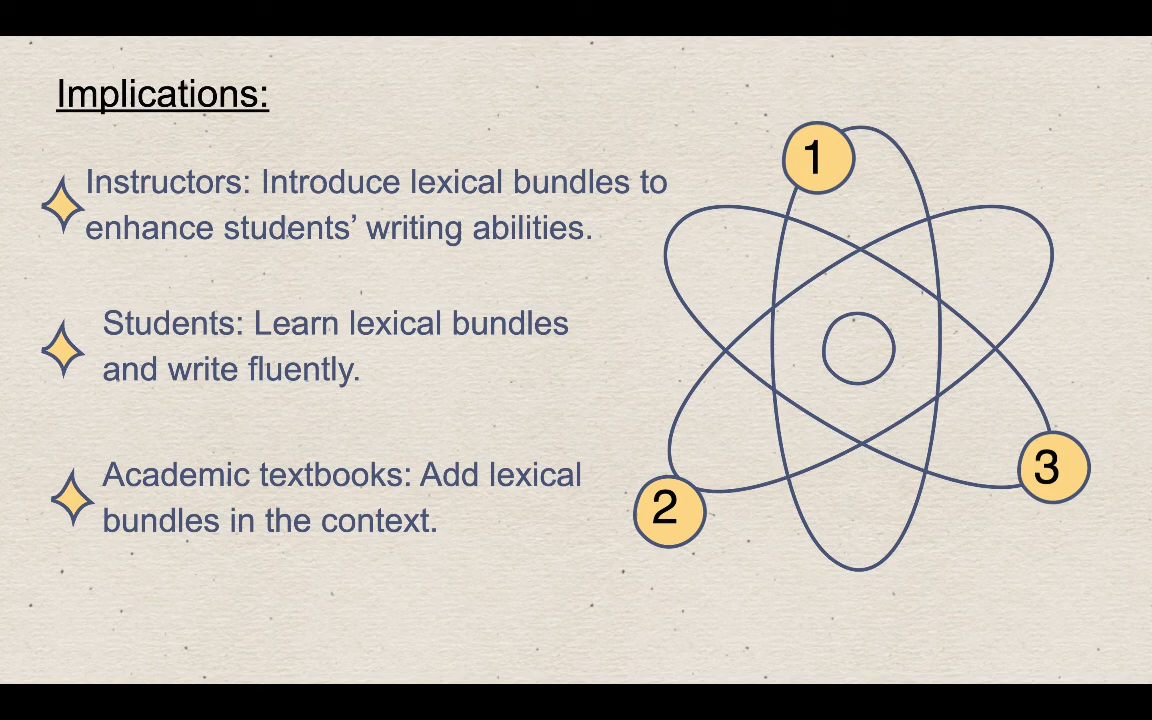 Implications:
Instructors: Introduce lexical bundles to
enhance students’ writing abilities.
Students: Learn lexical bundles
and write fluently.
Academic textbooks: Add lexical
bundles in the context.
1
2
3